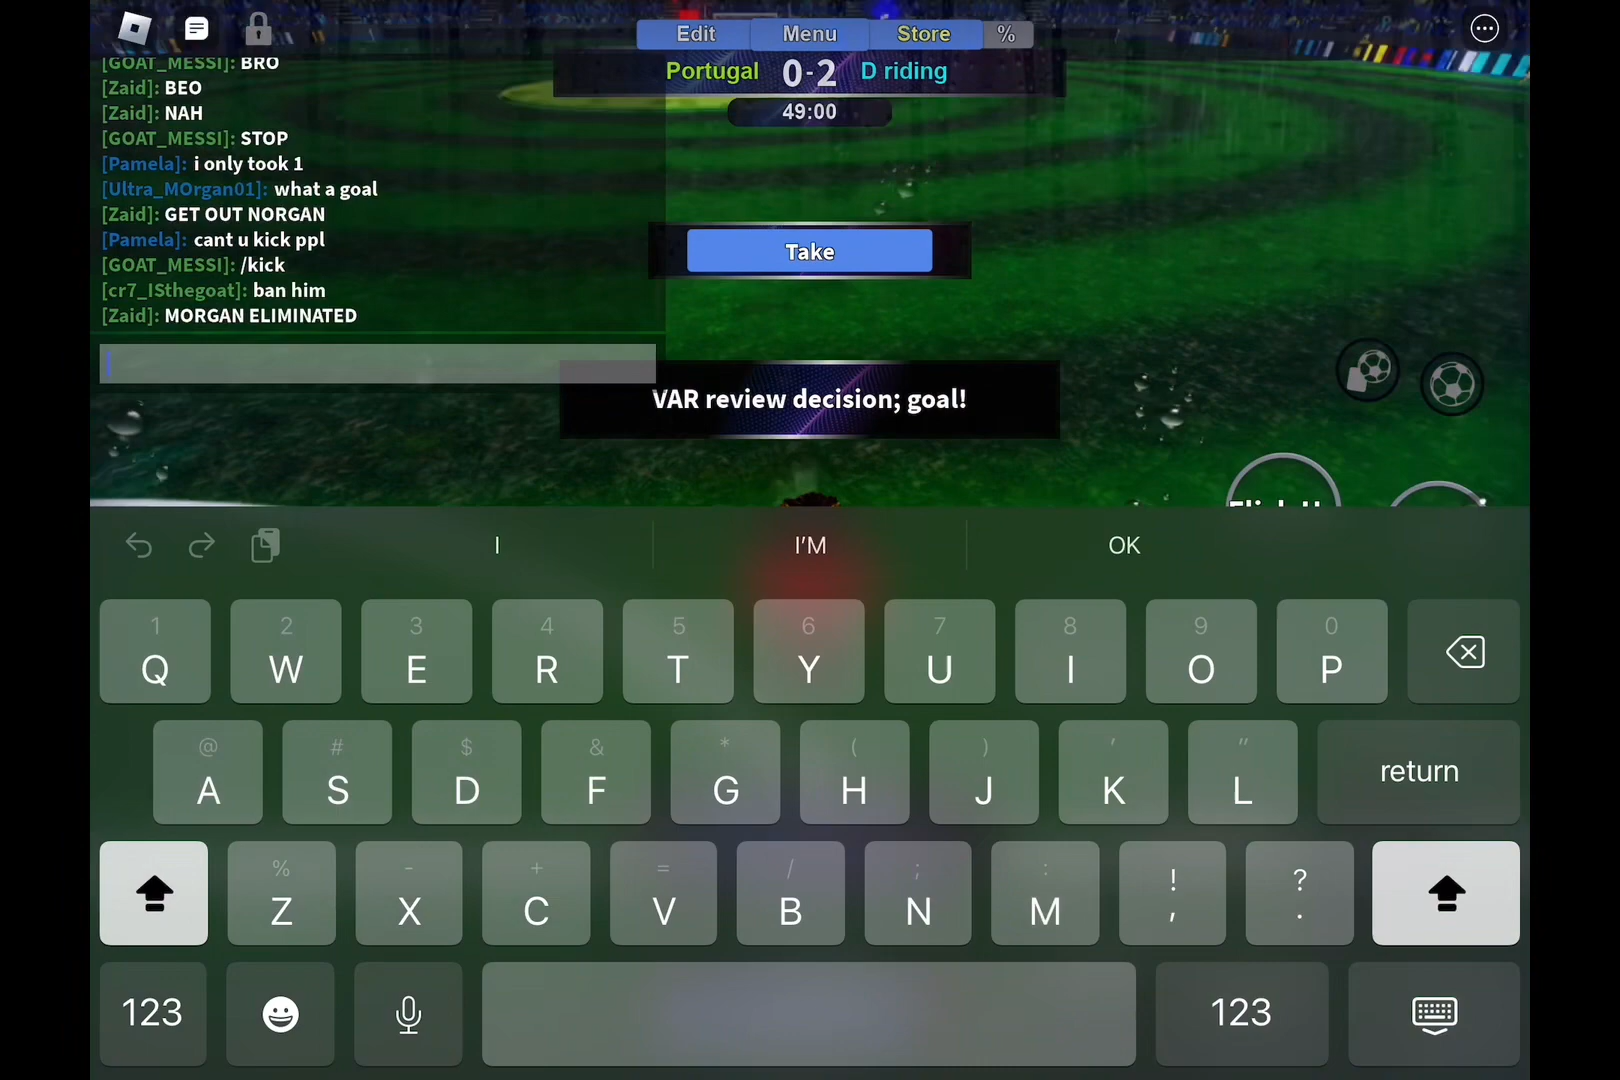 Edit Menu Store %
Portugal 0-2 D riding
49:00
[GOAT_MESSI]: BRO
[Zaid]: BEO
[Zaid]: NAH
[GOAT_MESSI]: STOP
[Pamela]: i only took 1
[Ultra_MOrgan01]: what a goal
[Zaid]: GET OUT NORGAN
[Pamela]: cant u kick ppl
[GOAT_MESSI]: /kick
[cr7_ISthegoat]: ban him
[Zaid]: MORGAN ELIMINATED
Take
VAR review decision; goal!
I I'M OK
1 2 3 4 5 6 7 8 9 0
Q W E R T Y U I O P
@ # $ & * ( ) ' "
A S D F G H J K L return
% - + = / ; : ! ?
Z X C V B N M , .
123 123